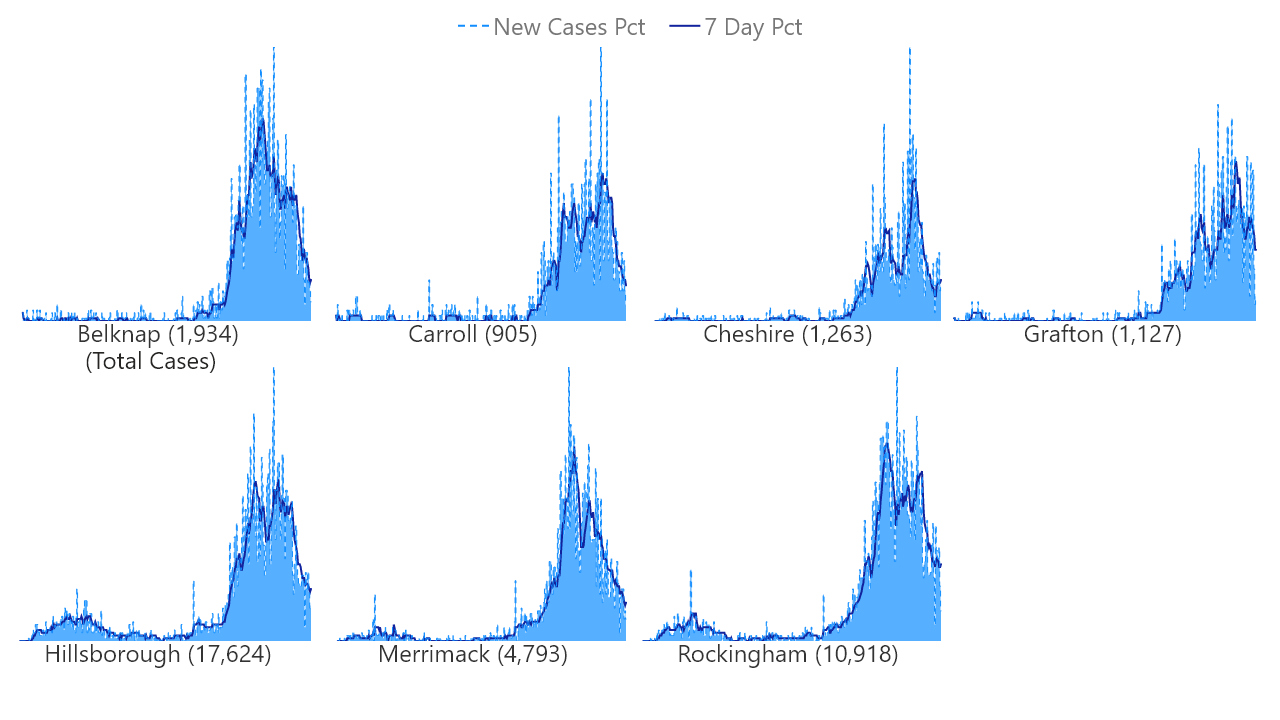 New Cases Pct 7 Day Pct
Belknap (1,934)
(Total Cases)
Carroll (905)
Cheshire (1,263)
Grafton (1,127)
Hillsborough (17,624)
Merrimack (4,793)
Rockingham (10,918)